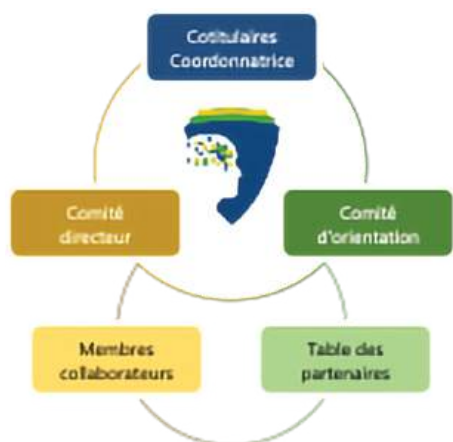 Cotitulaires
Coordonnatrice
Comité
directeur
Comité
d'orientation
Membres
collaborateurs
Table des
partenaires